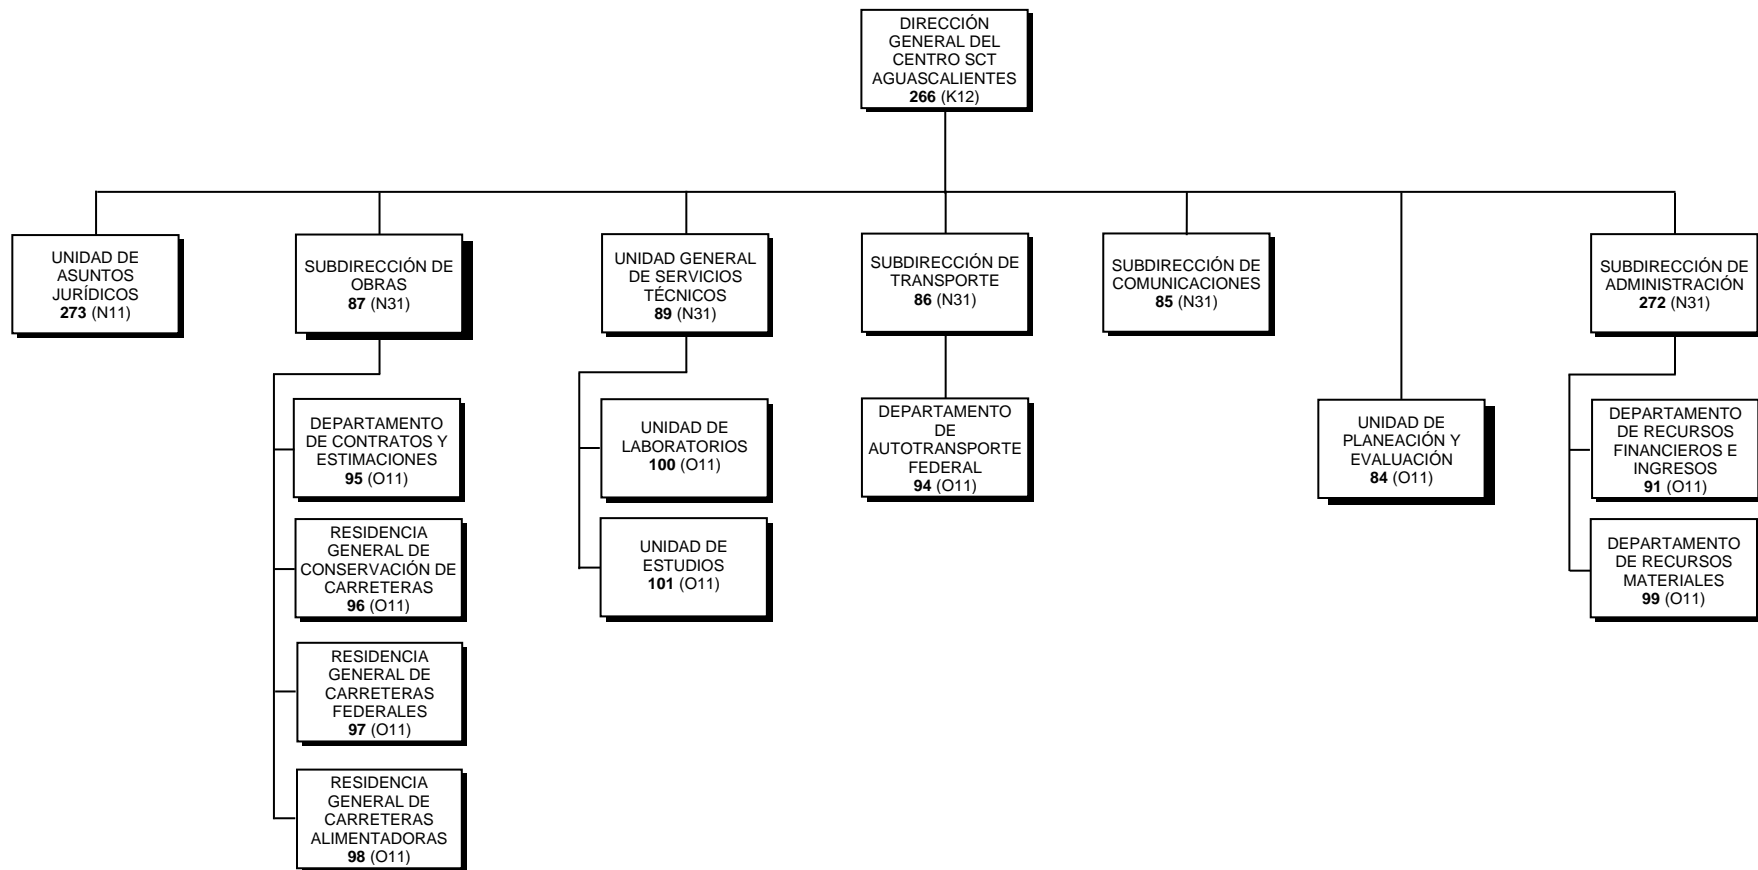 DIRECCIÓN
GENERAL DEL
CENTRO SCT
AGUASCALIENTES
266 (K12)
UNIDAD DE
ASUNTOS
JURÍDICOS
273 (N11)
SUBDIRECCIÓN DE
OBRAS
87 (N31)
UNIDAD GENERAL
DE SERVICIOS
TÉCNICOS
89 (N31)
SUBDIRECCIÓN DE
TRANSPORTE
86 (N31)
SUBDIRECCIÓN DE
COMUNICACIONES
85 (N31)
SUBDIRECCIÓN DE
ADMINISTRACIÓN
272 (N31)
DEPARTAMENTO
DE CONTRATOS Y
ESTIMACIONES
95 (O11)
UNIDAD DE
LABORATORIOS
100 (O11)
DEPARTAMENTO
DE
AUTOTRANSPORTE
FEDERAL
94 (O11)
UNIDAD DE
PLANEACIÓN Y
EVALUACIÓN
84 (O11)
DEPARTAMENTO
DE RECURSOS
FINANCIEROS E
INGRESOS
91 (O11)
RESIDENCIA
GENERAL DE
CONSERVACIÓN DE
CARRETERAS
96 (O11)
UNIDAD DE
ESTUDIOS
101 (O11)
DEPARTAMENTO
DE RECURSOS
MATERIALES
99 (O11)
RESIDENCIA
GENERAL DE
CARRETERAS
FEDERALES
97 (O11)
RESIDENCIA
GENERAL DE
CARRETERAS
ALIMENTADORAS
98 (O11)